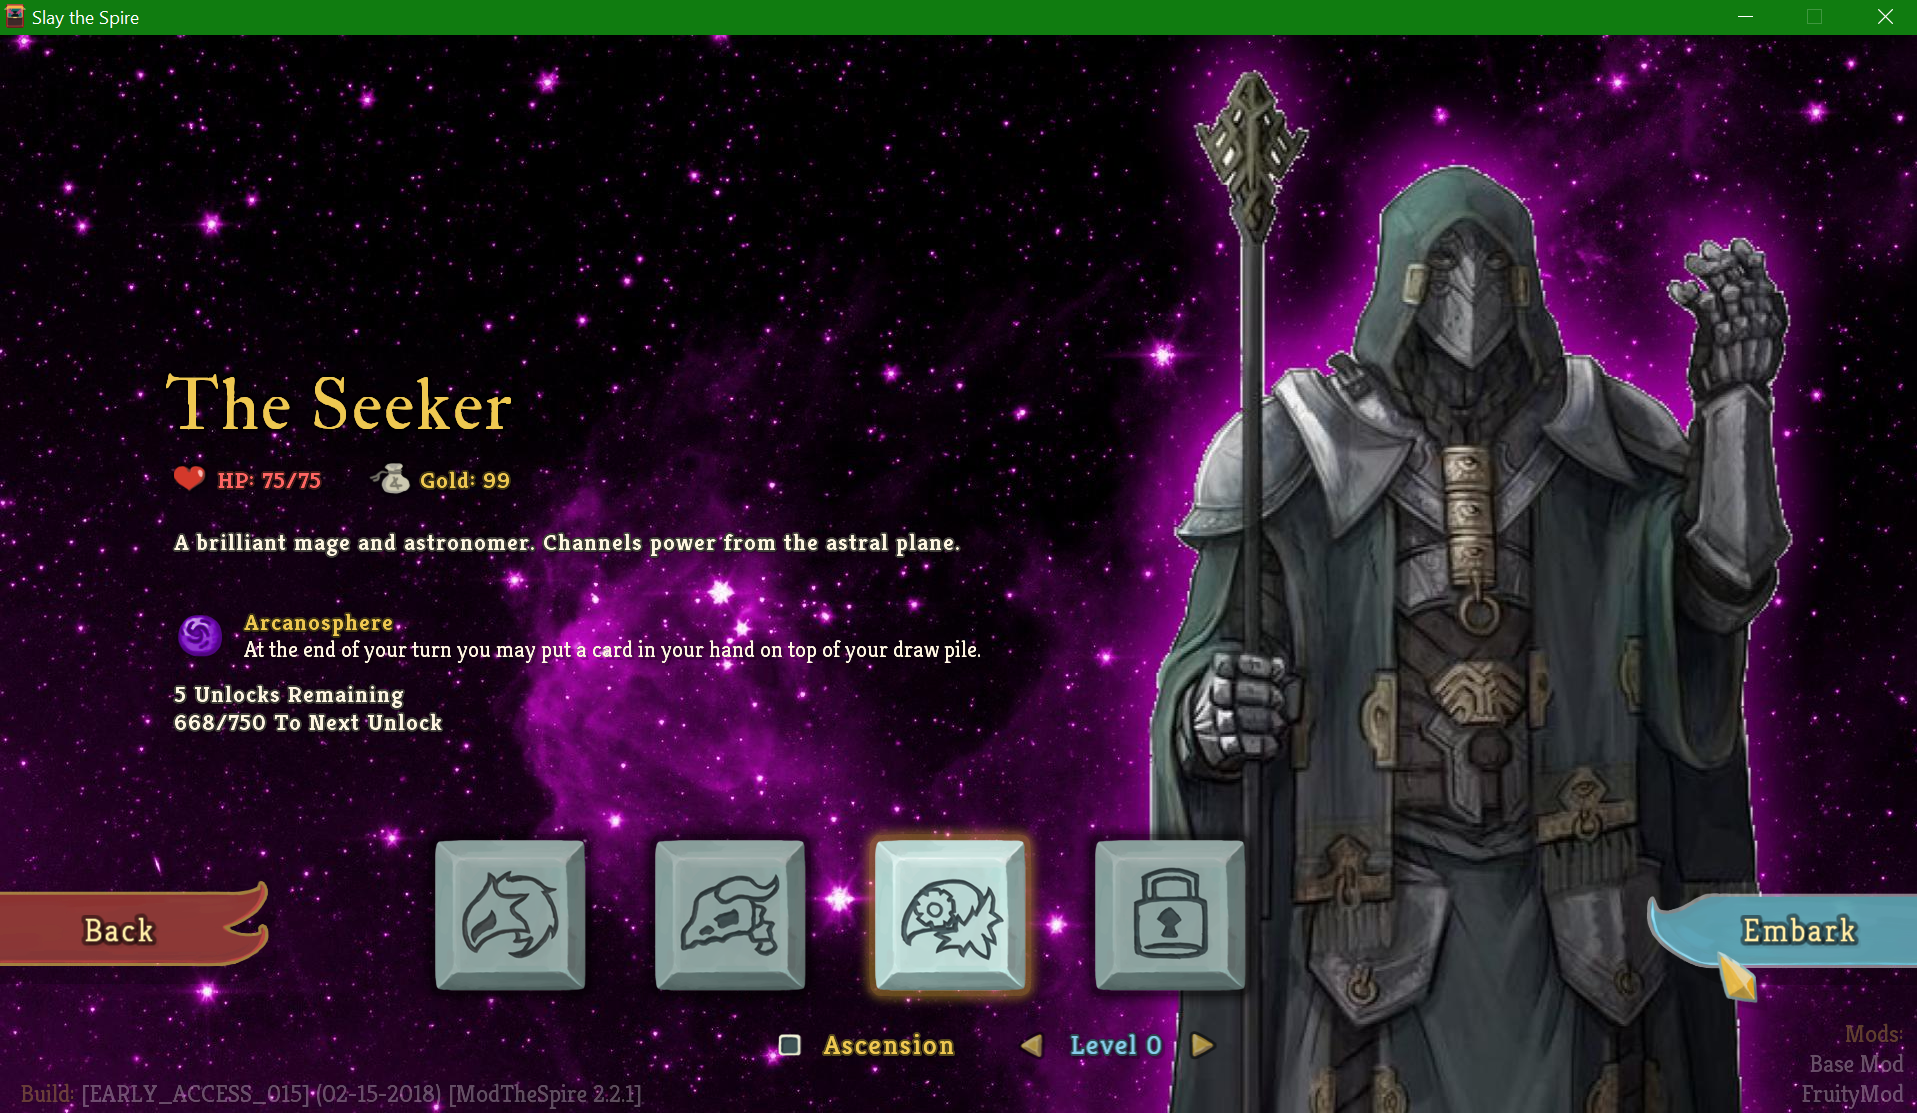 Slay the Spire
The Seeker
HP: 75/75
Gold: 99
A brilliant mage and astronomer. Channels power from the astral plane.
Arcanosphere
At the end of your turn you may put a card in your hand on top of your draw pile.
5 Unlocks Remaining
668/750 To Next Unlock
Back
Embark
Ascension
Level 0
Mods:
Base Mod
FruityMod
Build: [EARLY_ACCESS_015] (02-15-2018) [ModTheSpire 2.2.1]